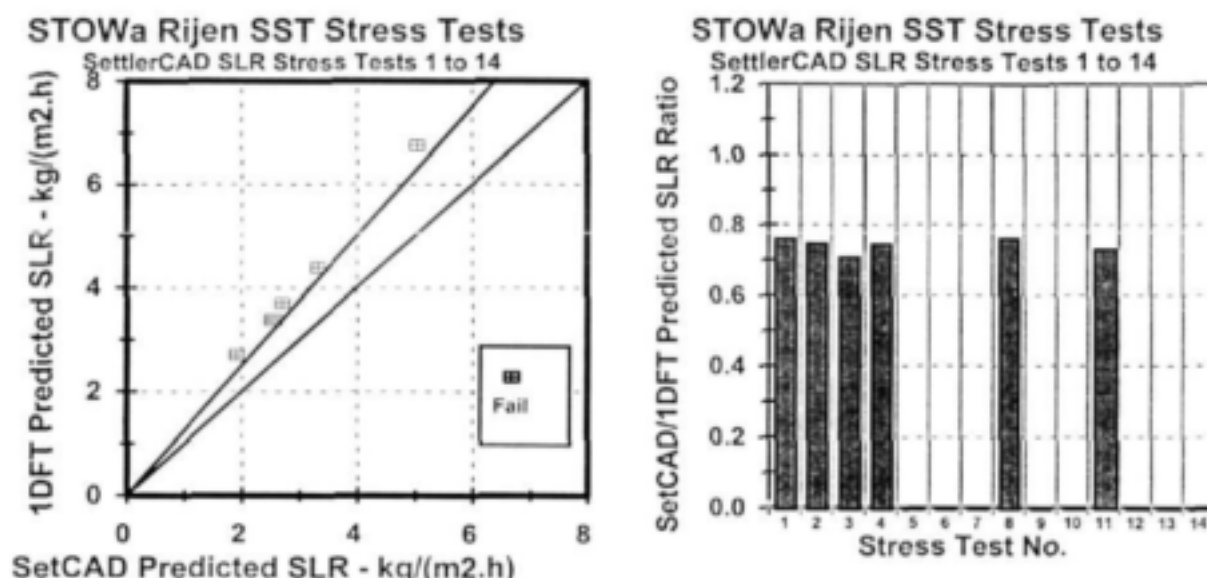 STOWa Rijen SST Stress Tests
SettlerCAD SLR Stress Tests 1 to 14
1DFT Predicted SLR - kg/(m2.h)
8
6
4
2
0
Fail
0 2 4 6 8
SetCAD Predicted SLR - kg/(m2.h)
STOWa Rijen SST Stress Tests
SettlerCAD SLR Stress Tests 1 to 14
SetCAD/1DFT Predicted SLR Ratio
1.2
1.0
0.8
0.6
0.4
0.2
0.0
1 2 3 4 5 6 7 8 9 10 11 12 13 14
Stress Test No.